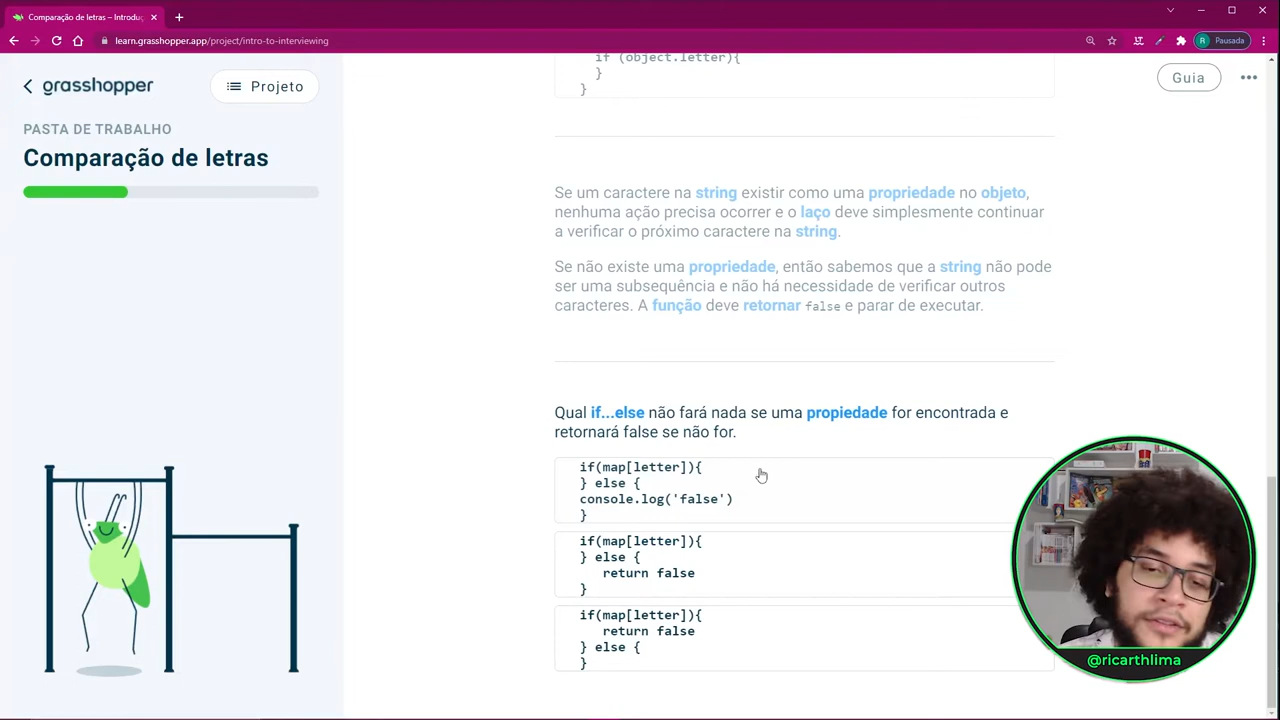 Comparação de letras – Introduç
learn.grasshopper.app/project/intro-to-interviewing
R
Pausada
grasshopper
Projeto
Guia
PASTA DE TRABALHO
Comparação de letras
if (object.letter){
}
}
Se um caractere na string existir como uma propriedade no objeto,
nenhuma ação precisa ocorrer e o laço deve simplesmente continuar
a verificar o próximo caractere na string.
Se não existe uma propriedade, então sabemos que a string não pode
ser uma subsequência e não há necessidade de verificar outros
caracteres. A função deve retornar false e parar de executar.
Qual if...else não fará nada se uma propiedade for encontrada e
retornará false se não for.
if(map[letter]){
} else {
console.log('false')
}
if(map[letter]){
} else {
return false
}
if(map[letter]){
return false
} else {
}
@ricarthlima